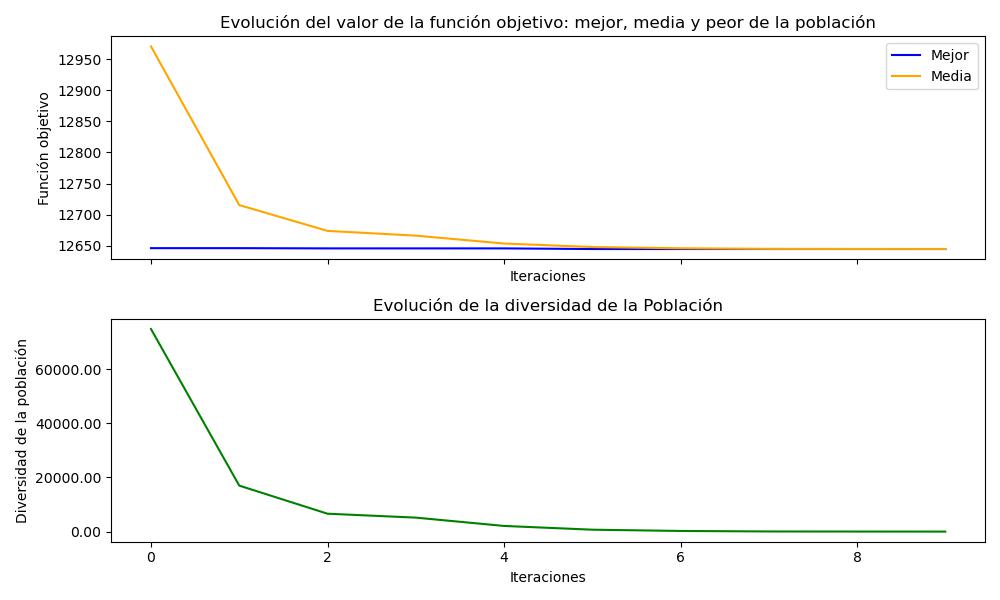 Evolución del valor de la función objetivo: mejor, media y peor de la población
Función objetivo
12950
12900
12850
12800
12750
12700
12650
Mejor
Media
Iteraciones
Evolución de la diversidad de la Población
Diversidad de la población
60000.00
40000.00
20000.00
0.00
0 2 4 6 8
Iteraciones